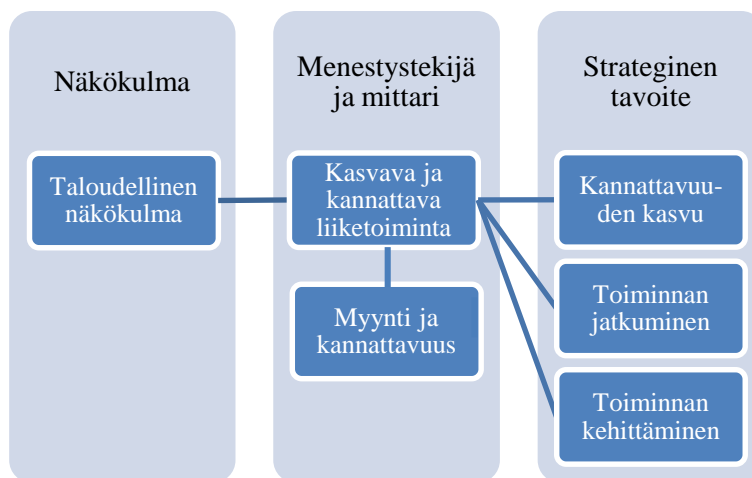 Näkökulma
Taloudellinen
näkökulma
Menestystekijä
ja mittari
Kasvava ja
kannattava
liiketoiminta
Myynti ja
kannattavuus
Strateginen
tavoite
Kannattavuu-
den kasvu
Toiminnan
jatkuminen
Toiminnan
kehittäminen